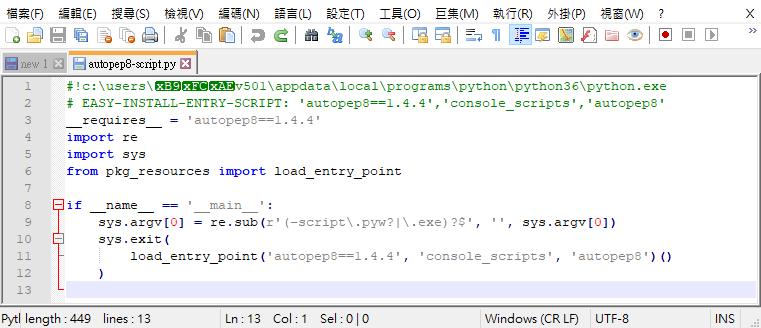 檔案(F) 編輯(E) 搜尋(S) 檢視(V) 編碼(N) 語言(L) 設定(T) 工具(O) 巨集(M) 執行(R) 外掛(P) 視窗(W) ? X
new 1 autopep8-script.py
1 #!c:\users\xB9xFCxAEv501\appdata\local\programs\python\python36\python.exe
2 # EASY-INSTALL-ENTRY-SCRIPT: 'autopep8==1.4.4','console_scripts','autopep8'
3 __requires__ = 'autopep8==1.4.4'
4 import re
5 import sys
6 from pkg_resources import load_entry_point
7
8 if __name__ == '__main__':
9 sys.argv[0] = re.sub(r'(-script\.pyw?|\.exe)?$', '', sys.argv[0])
10 sys.exit(
11 load_entry_point('autopep8==1.4.4', 'console_scripts', 'autopep8')()
12 )
13
Pytl length : 449 lines : 13 Ln : 13 Col : 1 Sel : 0 | 0 Windows (CR LF) UTF-8 INS